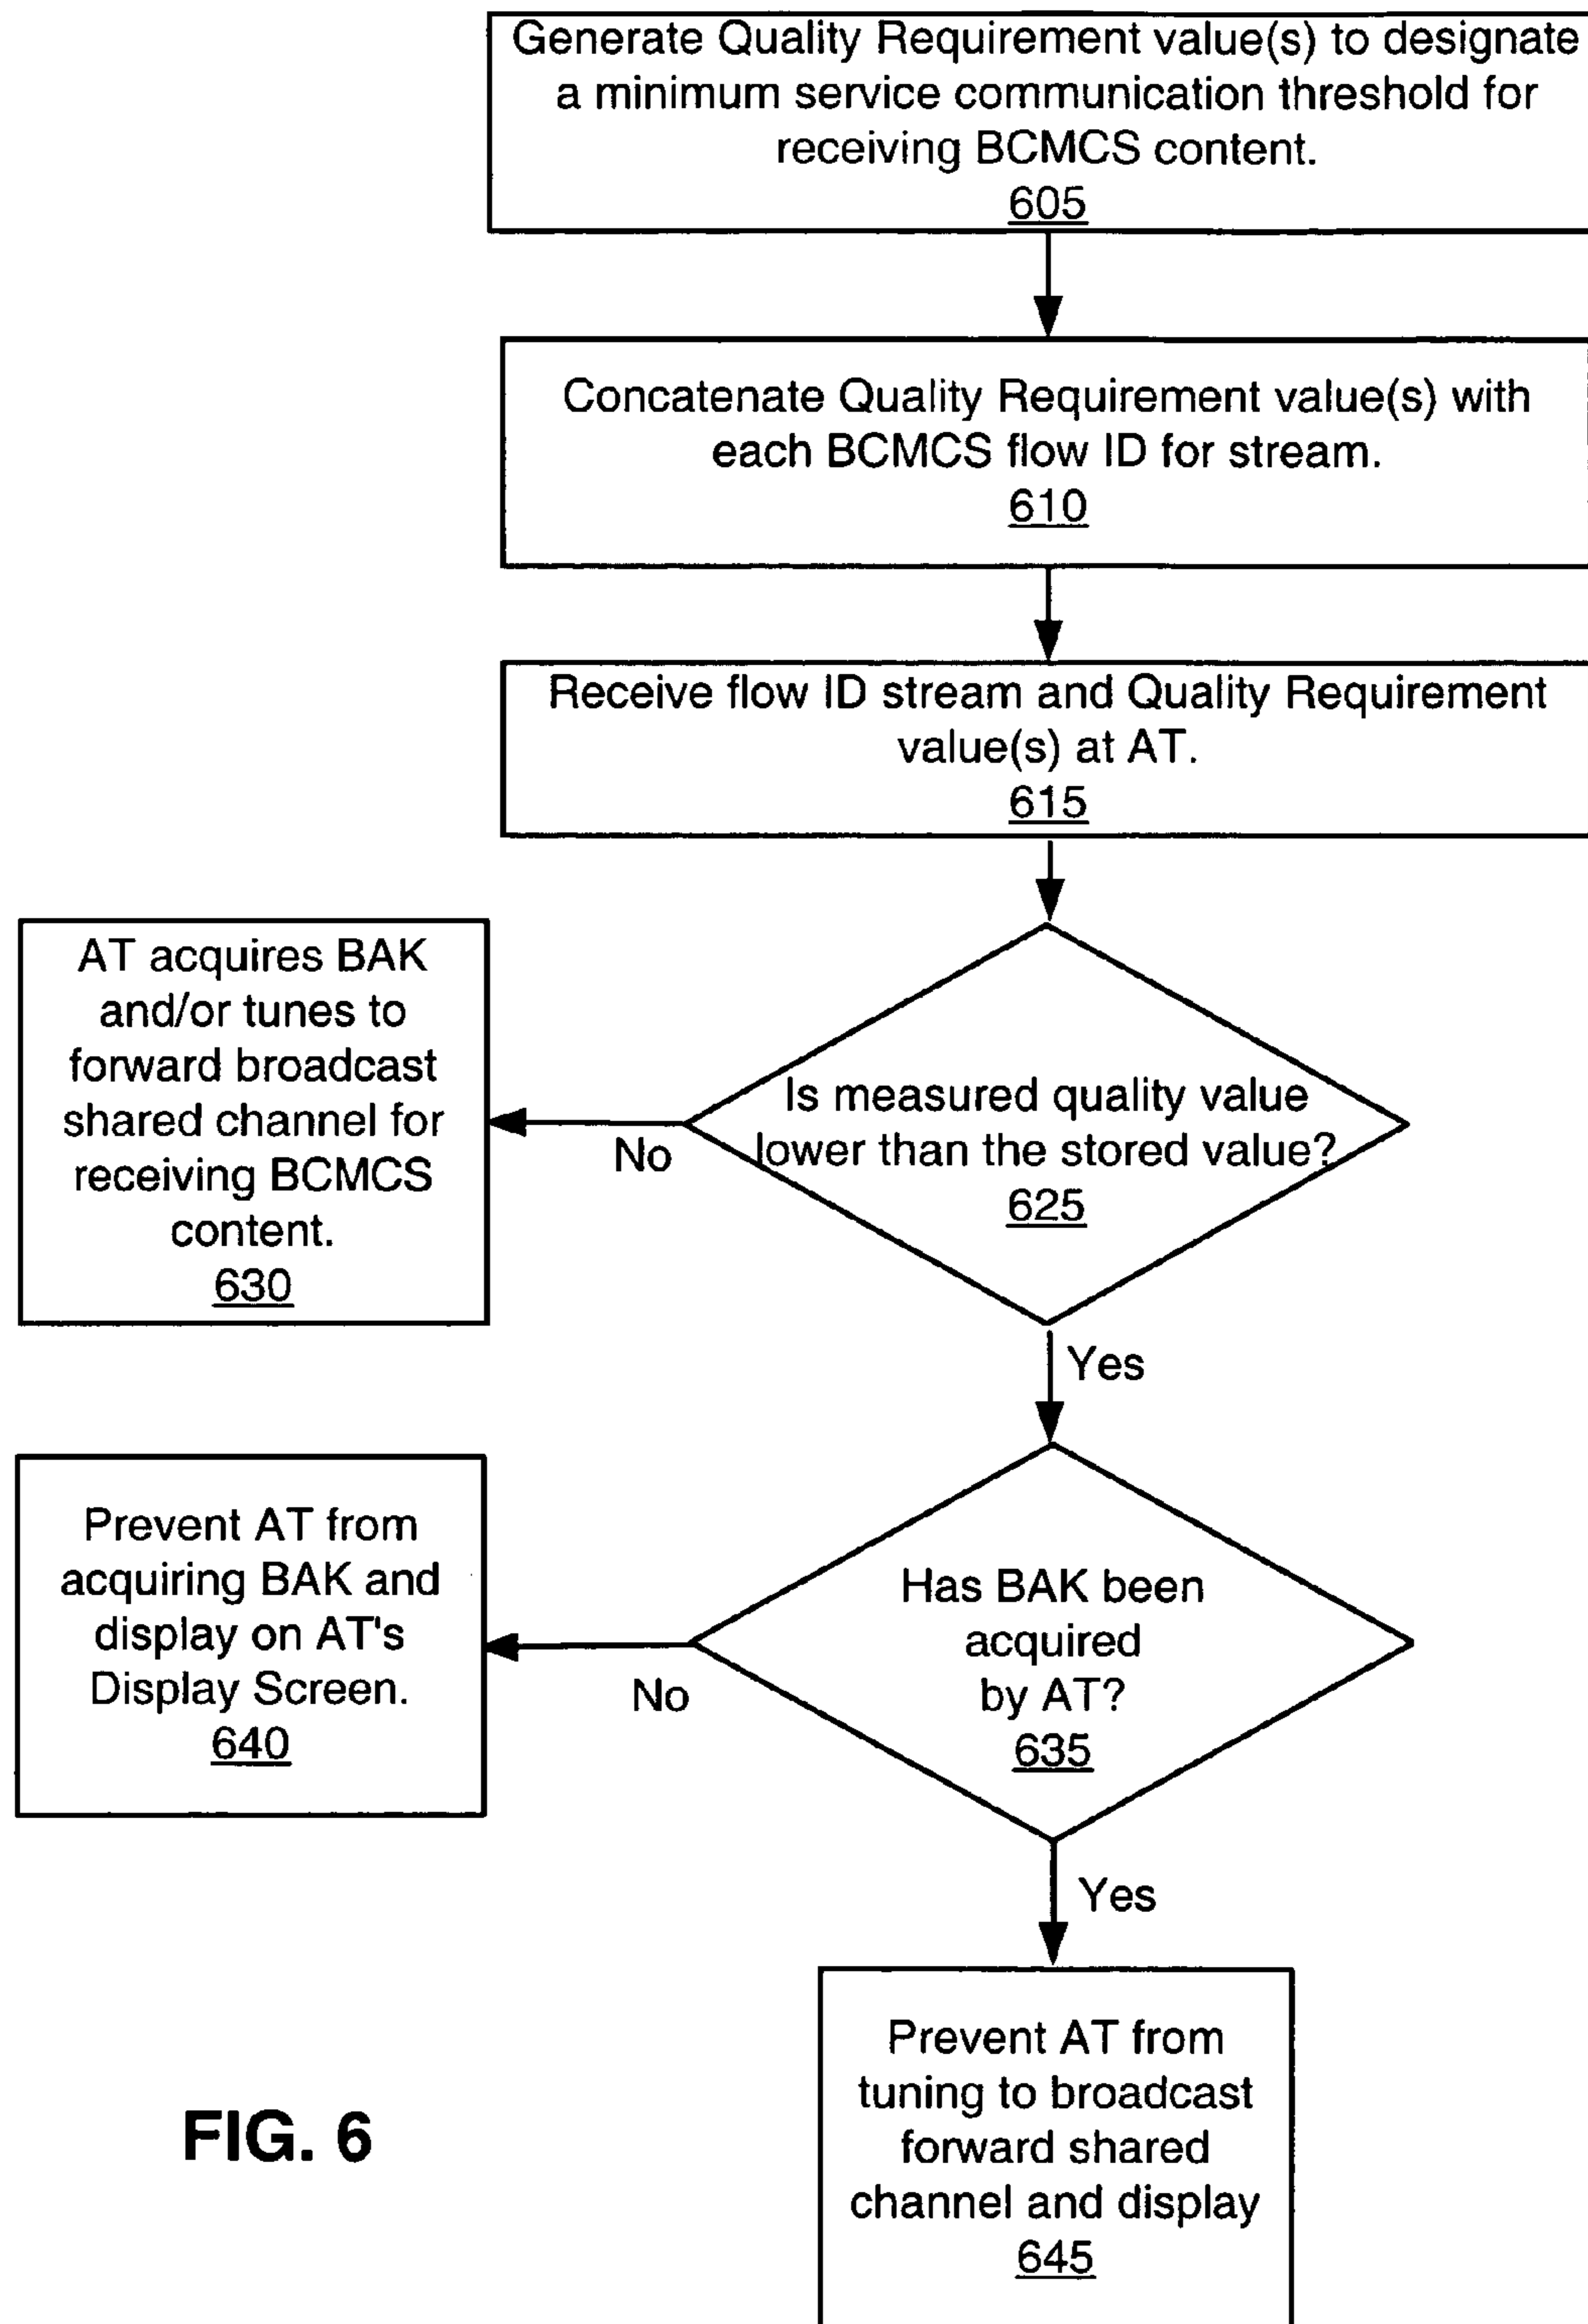 Generate Quality Requirement value(s) to designate
a minimum service communication threshold for
receiving BCMCS content.
605
Concatenate Quality Requirement value(s) with
each BCMCS flow ID for stream.
610
Receive flow ID stream and Quality Requirement
value(s) at AT.
615
AT acquires BAK
and/or tunes to
forward broadcast
shared channel for
receiving BCMCS
content.
630
Is measured quality value
lower than the stored value?
625
No
Yes
Prevent AT from
acquiring BAK and
display on AT's
Display Screen.
640
Has BAK been
acquired
by AT?
635
No
Yes
Prevent AT from
tuning to broadcast
forward shared
channel and display
645
FIG. 6